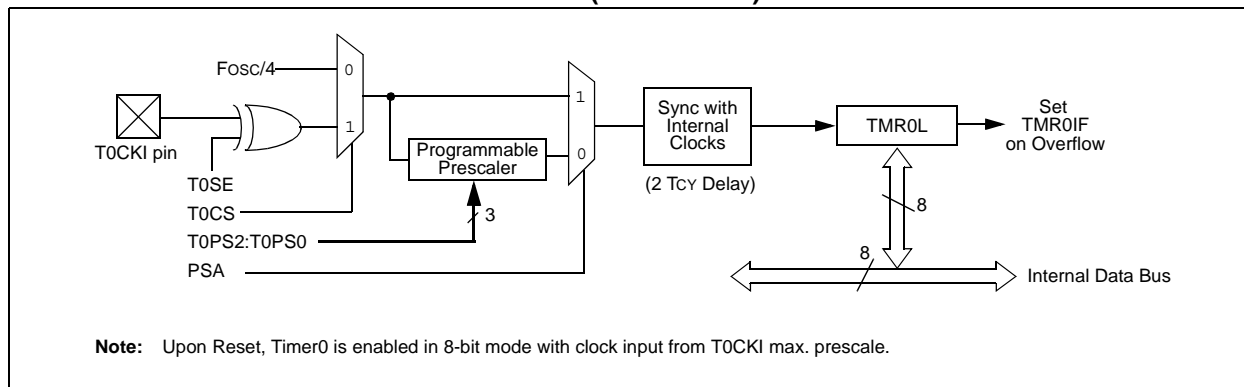 FOSC/4
0
1
T0CKI pin
T0SE
T0CS
T0PS2:T0PS0
PSA
Programmable
Prescaler
3
1
0
Sync with
Internal
Clocks
(2 TCY Delay)
TMR0L
Set
TMR0IF
on Overflow
8
8
Internal Data Bus
Note: Upon Reset, Timer0 is enabled in 8-bit mode with clock input from T0CKI max. prescale.